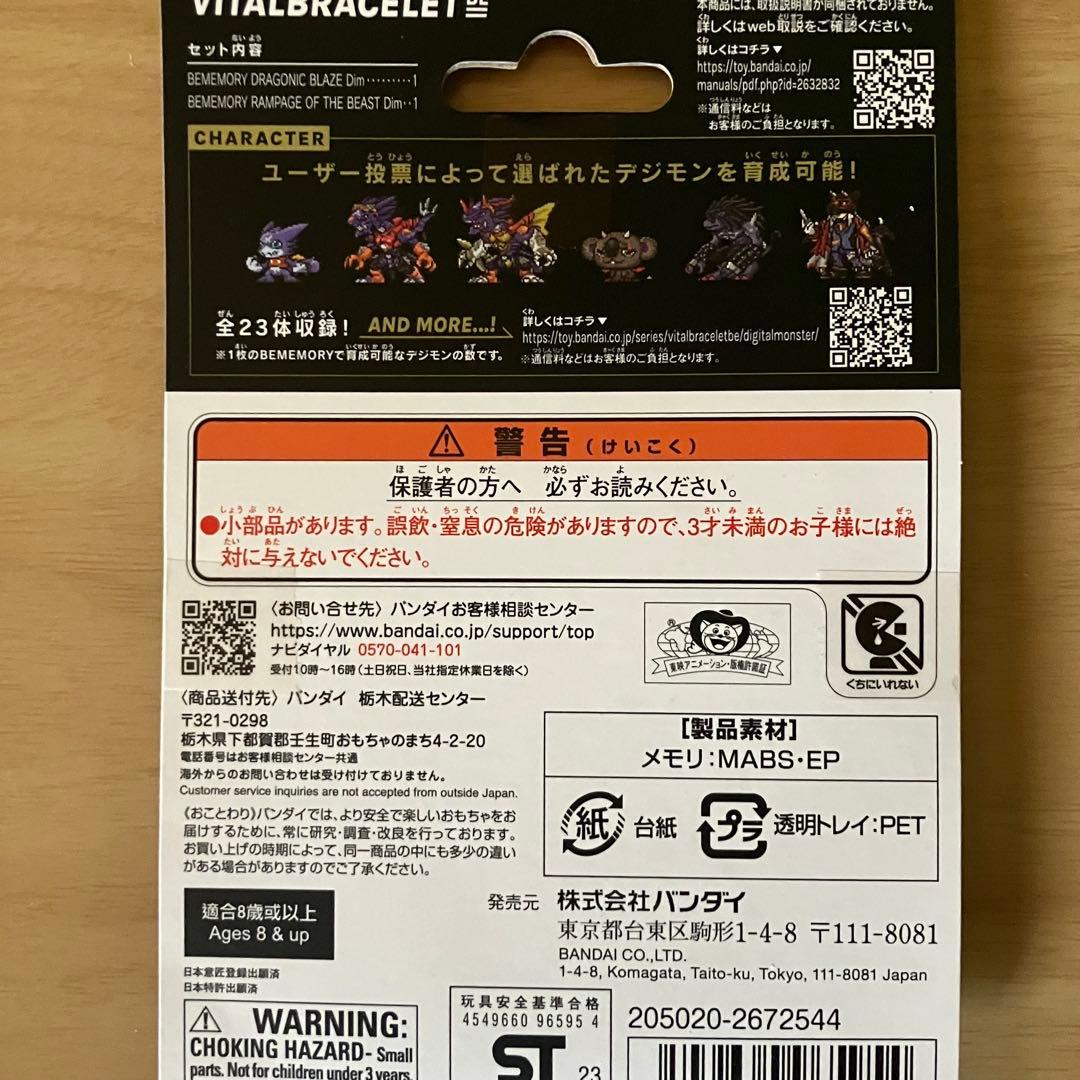 VITALBRACELET BE
セット内容
BEMEMORY DRAGONIC BLAZE Dim·········1
BEMEMORY RAMPAGE OF THE BEAST Dim··1
本商品には、取扱説明書が同梱されておりません。
詳しくはweb取説をご確認ください。
詳しくはコチラ▼
https://toy.bandai.co.jp/
manuals/pdf.php?id=2632832
※通信料などは
お客様のご負担となります。
CHARACTER
ユーザー投票によって選ばれたデジモンを育成可能!
全23体収録! AND MORE...!
※1枚のBEMEMORYで育成可能なデジモンの数です。
詳しくはコチラ▼
https://toy.bandai.co.jp/series/vitalbraceletbe/digitalmonster/
※通信料などはお客様のご負担となります。
⚠ 警告(けいこく)
保護者の方へ 必ずお読みください。
●小部品があります。誤飲・窒息の危険がありますので、3才未満のお子様には絶
対に与えないでください。
〈お問い合せ先〉バンダイお客様相談センター
https://www.bandai.co.jp/support/top
ナビダイヤル 0570-041-101
受付10時〜16時(土日祝日、当社指定休業日を除く)
東映アニメーション・版権許諾証
くちにいれない
〈商品送付先〉バンダイ 栃木配送センター
〒321-0298
栃木県下都賀郡壬生町おもちゃのまち4-2-20
電話番号はお客様相談センター共通
海外からのお問い合わせは受け付けておりません。
Customer service inquiries are not accepted from outside Japan.
《おことわり》バンダイでは、より安全で楽しいおもちゃをお
届けするために、常に研究・調査・改良を行っております。
お買い上げの時期によって、同一商品の中にも多少の違い
がある場合がありますのでご了承ください。
[製品素材]
メモリ:MABS・EP
紙 台紙 プラ 透明トレイ:PET
適合8歳或以上
Ages 8 & up
発売元 株式会社バンダイ
東京都台東区駒形1-4-8 〒111-8081
BANDAI CO.,LTD.
1-4-8, Komagata, Taito-ku, Tokyo, 111-8081 Japan
日本意匠登録出願済
日本特許出願済
⚠ WARNING:
CHOKING HAZARD- Small
parts. Not for children under 3 years.
玩具安全基準合格
4549660 96595 4
ST 23
205020-2672544